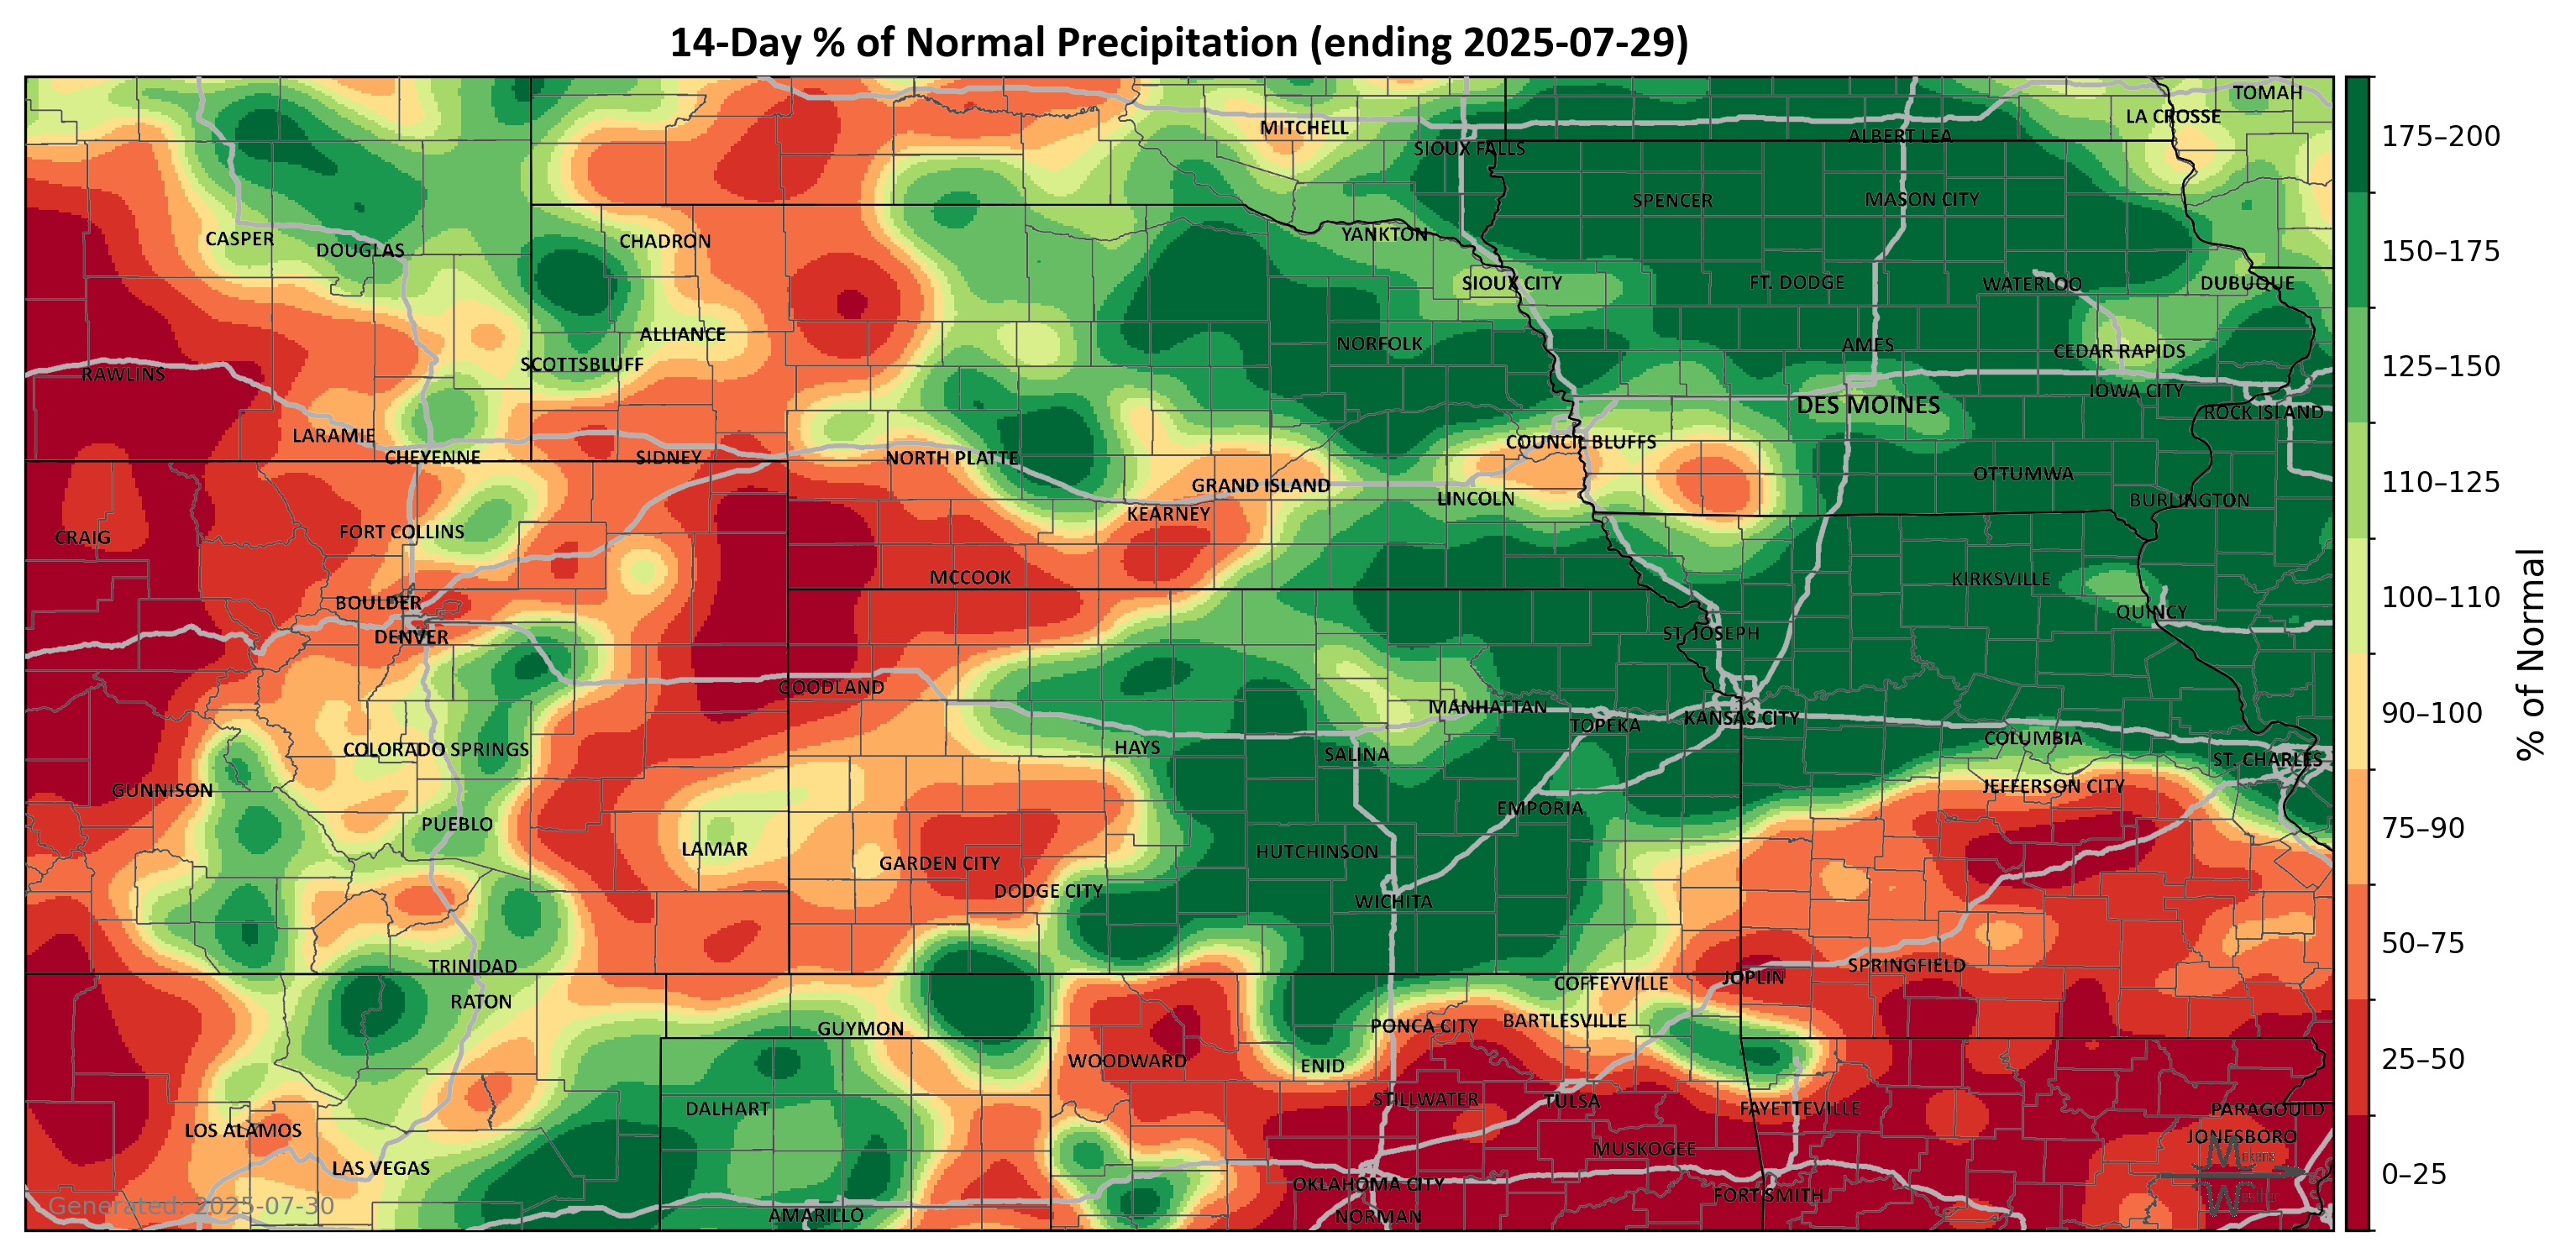 14-Day % of Normal Precipitation (ending 2025-07-29)
TOMAH
LA CROSSE
MITCHELL
ALBERT LEA
SIOUX FALLS
SPENCER
MASON CITY
CASPER
DOUGLAS
CHADRON
YANKTON
SIOUX CITY
FT. DODGE
WATERLOO
DUBUQUE
ALLIANCE
NORFOLK
AMES
CEDAR RAPIDS
SCOTTSBLUFF
RAWLINS
IOWA CITY
DES MOINES
ROCK ISLAND
LARAMIE
COUNCIL BLUFFS
CHEYENNE
SIDNEY
NORTH PLATTE
OTTUMWA
GRAND ISLAND
LINCOLN
BURLINGTON
KEARNEY
CRAIG
FORT COLLINS
MCCOOK
KIRKSVILLE
BOULDER
QUINCY
DENVER
ST. JOSEPH
GOODLAND
MANHATTAN
TOPEKA
KANSAS CITY
COLORADO SPRINGS
HAYS
SALINA
COLUMBIA
ST. CHARLES
GUNNISON
JEFFERSON CITY
EMPORIA
PUEBLO
LAMAR
GARDEN CITY
HUTCHINSON
DODGE CITY
WICHITA
TRINIDAD
SPRINGFIELD
JOPLIN
COFFEYVILLE
RATON
GUYMON
PONCA CITY
BARTLESVILLE
WOODWARD
ENID
DALHART
STILLWATER
TULSA
FAYETTEVILLE
PARAGOULD
LOS ALAMOS
JONESBORO
MUSKOGEE
LAS VEGAS
OKLAHOMA CITY
FORT SMITH
AMARILLO
NORMAN
Generated: 2025-07-30
175–200
150–175
125–150
110–125
100–110
90–100
75–90
50–75
25–50
0–25
% of Normal